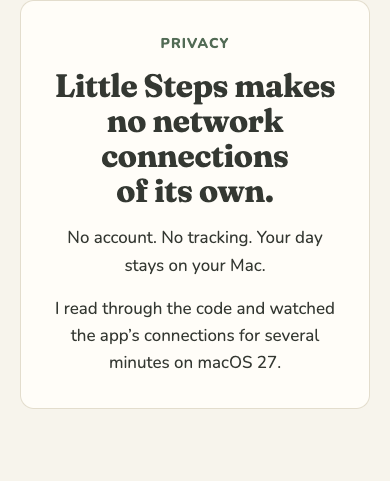 PRIVACY
Little Steps makes
no network
connections
of its own.
No account. No tracking. Your day
stays on your Mac.
I read through the code and watched
the app’s connections for several
minutes on macOS 27.